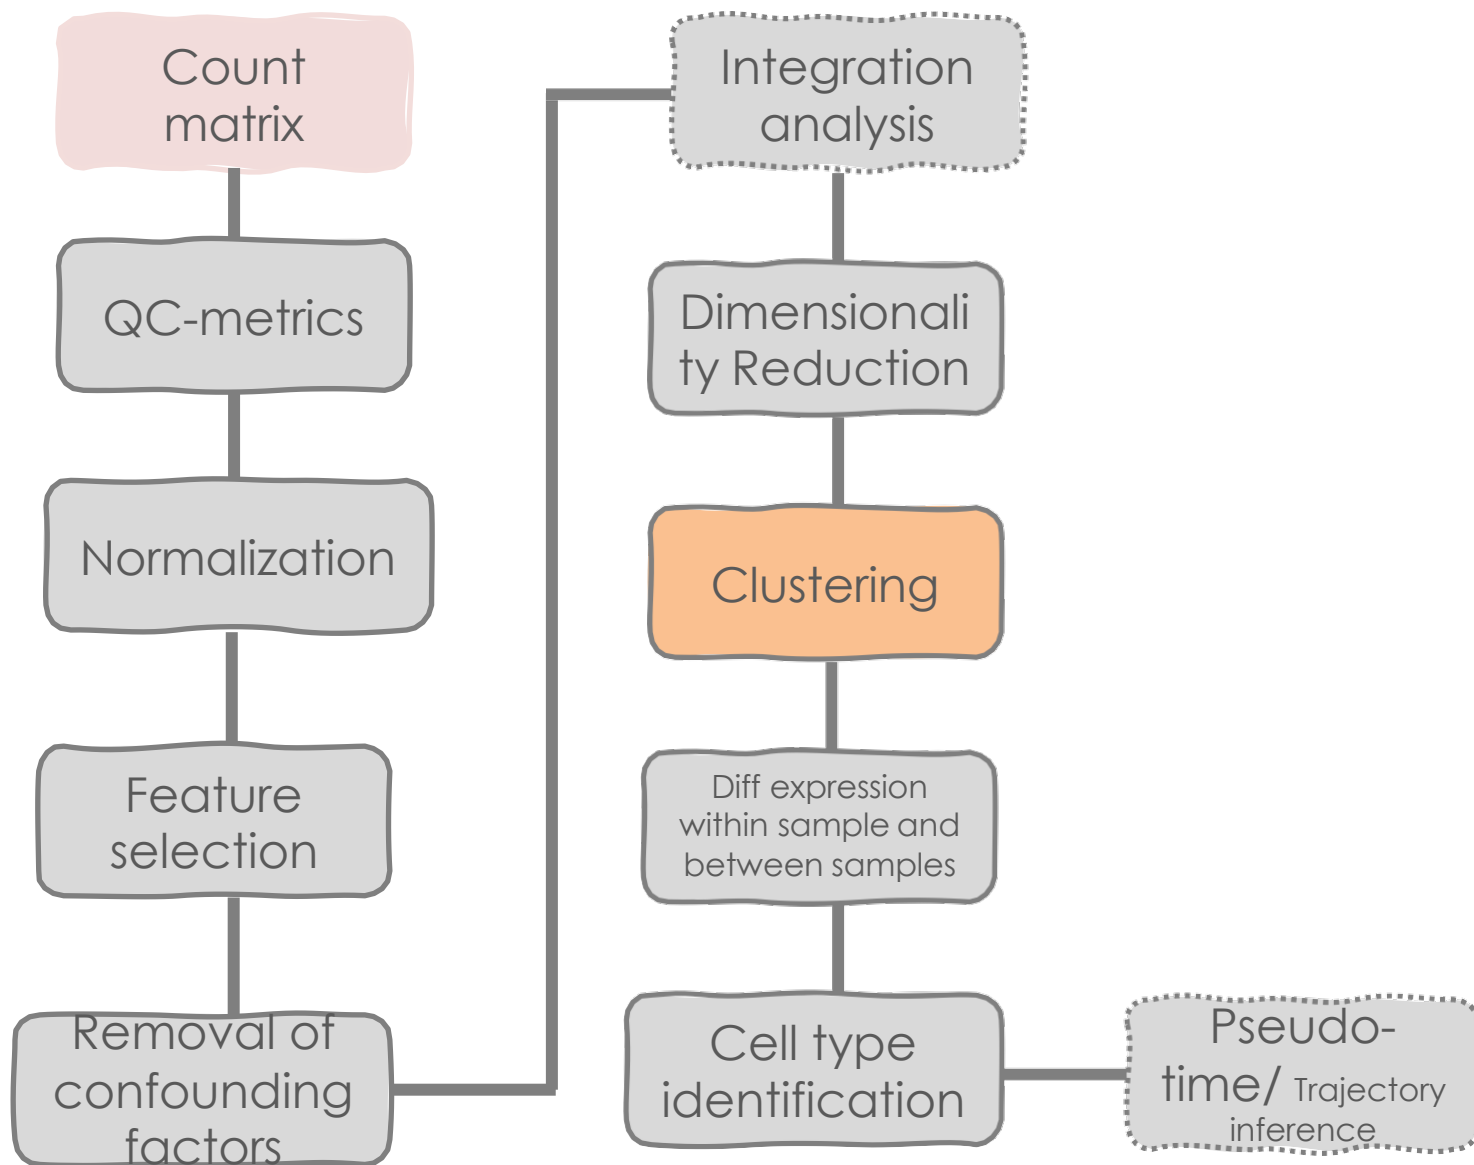 Count
matrix
QC-metrics
Normalization
Feature
selection
Removal of
confounding
factors
Integration
analysis
Dimensionali
ty Reduction
Clustering
Diff expression
within sample and
between samples
Cell type
identification
Pseudo-
time/ Trajectory
inference